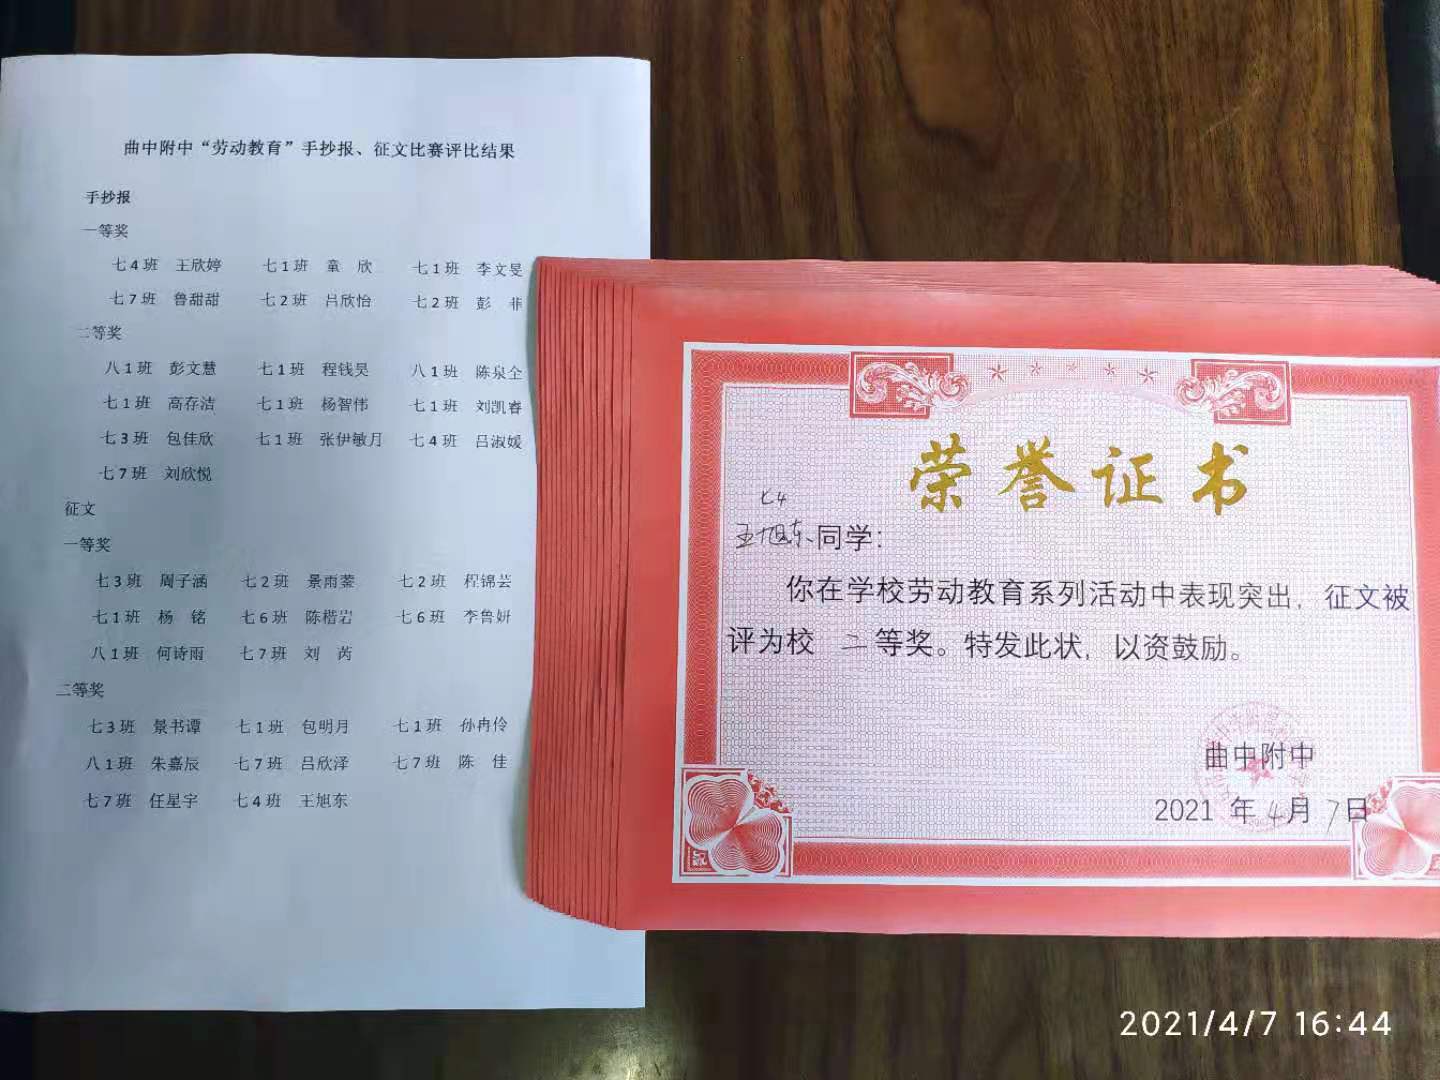 曲中附中“劳动教育”手抄报、征文比赛评比结果
手抄报
一等奖
七4班 王欣婷 七1班 童 欣 七1班 李文旻
七7班 鲁甜甜 七2班 吕欣怡 七2班 彭 菲
二等奖
八1班 彭文慧 七1班 程钱昊 八1班 陈泉仝
七1班 高存洁 七1班 杨智伟 七1班 刘凯睿
七3班 包佳欣 七1班 张伊敏月 七4班 吕淑媛
七7班 刘欣悦
征文
一等奖
七3班 周子涵 七2班 景雨蒌 七2班 程锦芸
七1班 杨 铭 七6班 陈楷岩 七6班 李鲁妍
八1班 何诗雨 七7班 刘 芮
二等奖
七3班 景书谭 七1班 包明月 七1班 孙冉伶
八1班 朱嘉辰 七7班 吕欣泽 七7班 陈 佳
七7班 任星宇 七4班 王旭东
荣誉证书
七4
王旭东同学：
你在学校劳动教育系列活动中表现突出，征文被
评为校 二等奖。特发此状，以资鼓励。
曲中附中
2021 年 4月 7日
2021/4/7 16:44